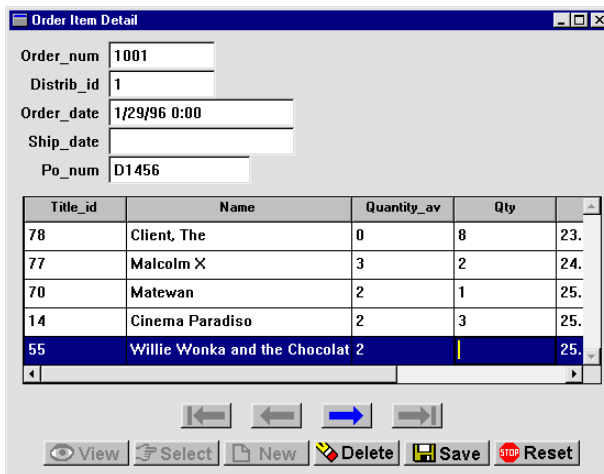 Order Item Detail
Order_num 1001
Distrib_id 1
Order_date 1/29/96 0:00
Ship_date
Po_num D1456
Title_id Name Quantity_av Qty
78 Client, The 0 8 23.
77 Malcolm X 3 2 24.
70 Matewan 2 1 25.
14 Cinema Paradiso 2 3 25.
55 Willie Wonka and the Chocolat 2 25.
View Select New Delete Save STOP Reset